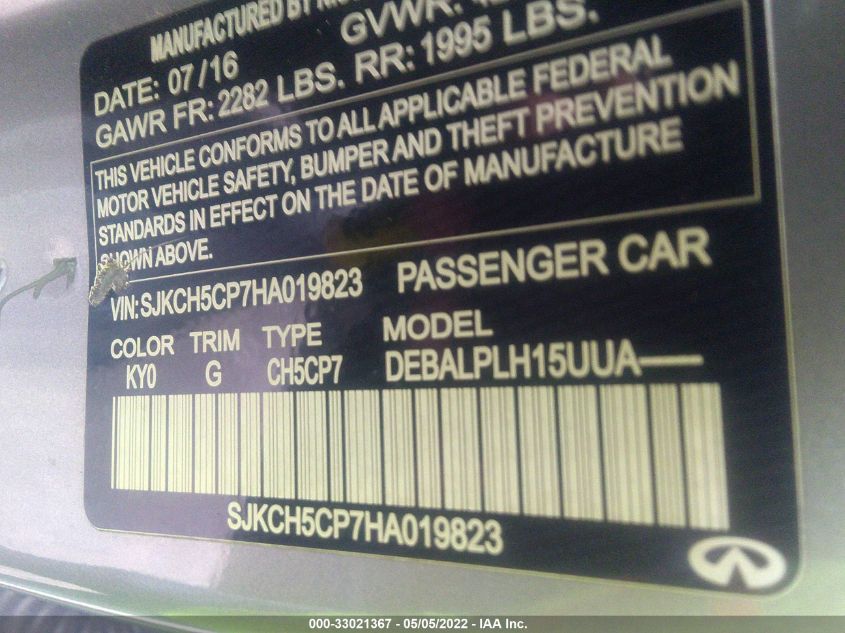 MANUFACTURED BY
DATE: 07/16 GVWR:
GAWR FR: 2282 LBS. RR: 1995 LBS.
THIS VEHICLE CONFORMS TO ALL APPLICABLE FEDERAL
MOTOR VEHICLE SAFETY, BUMPER AND THEFT PREVENTION
STANDARDS IN EFFECT ON THE DATE OF MANUFACTURE
SHOWN ABOVE.
VIN: SJKCH5CP7HA019823 PASSENGER CAR
COLOR TRIM TYPE MODEL
KY0 G CH5CP7 DEBALPLH15UUA——
SJKCH5CP7HA019823
000-33021367 - 05/05/2022 - IAA Inc.